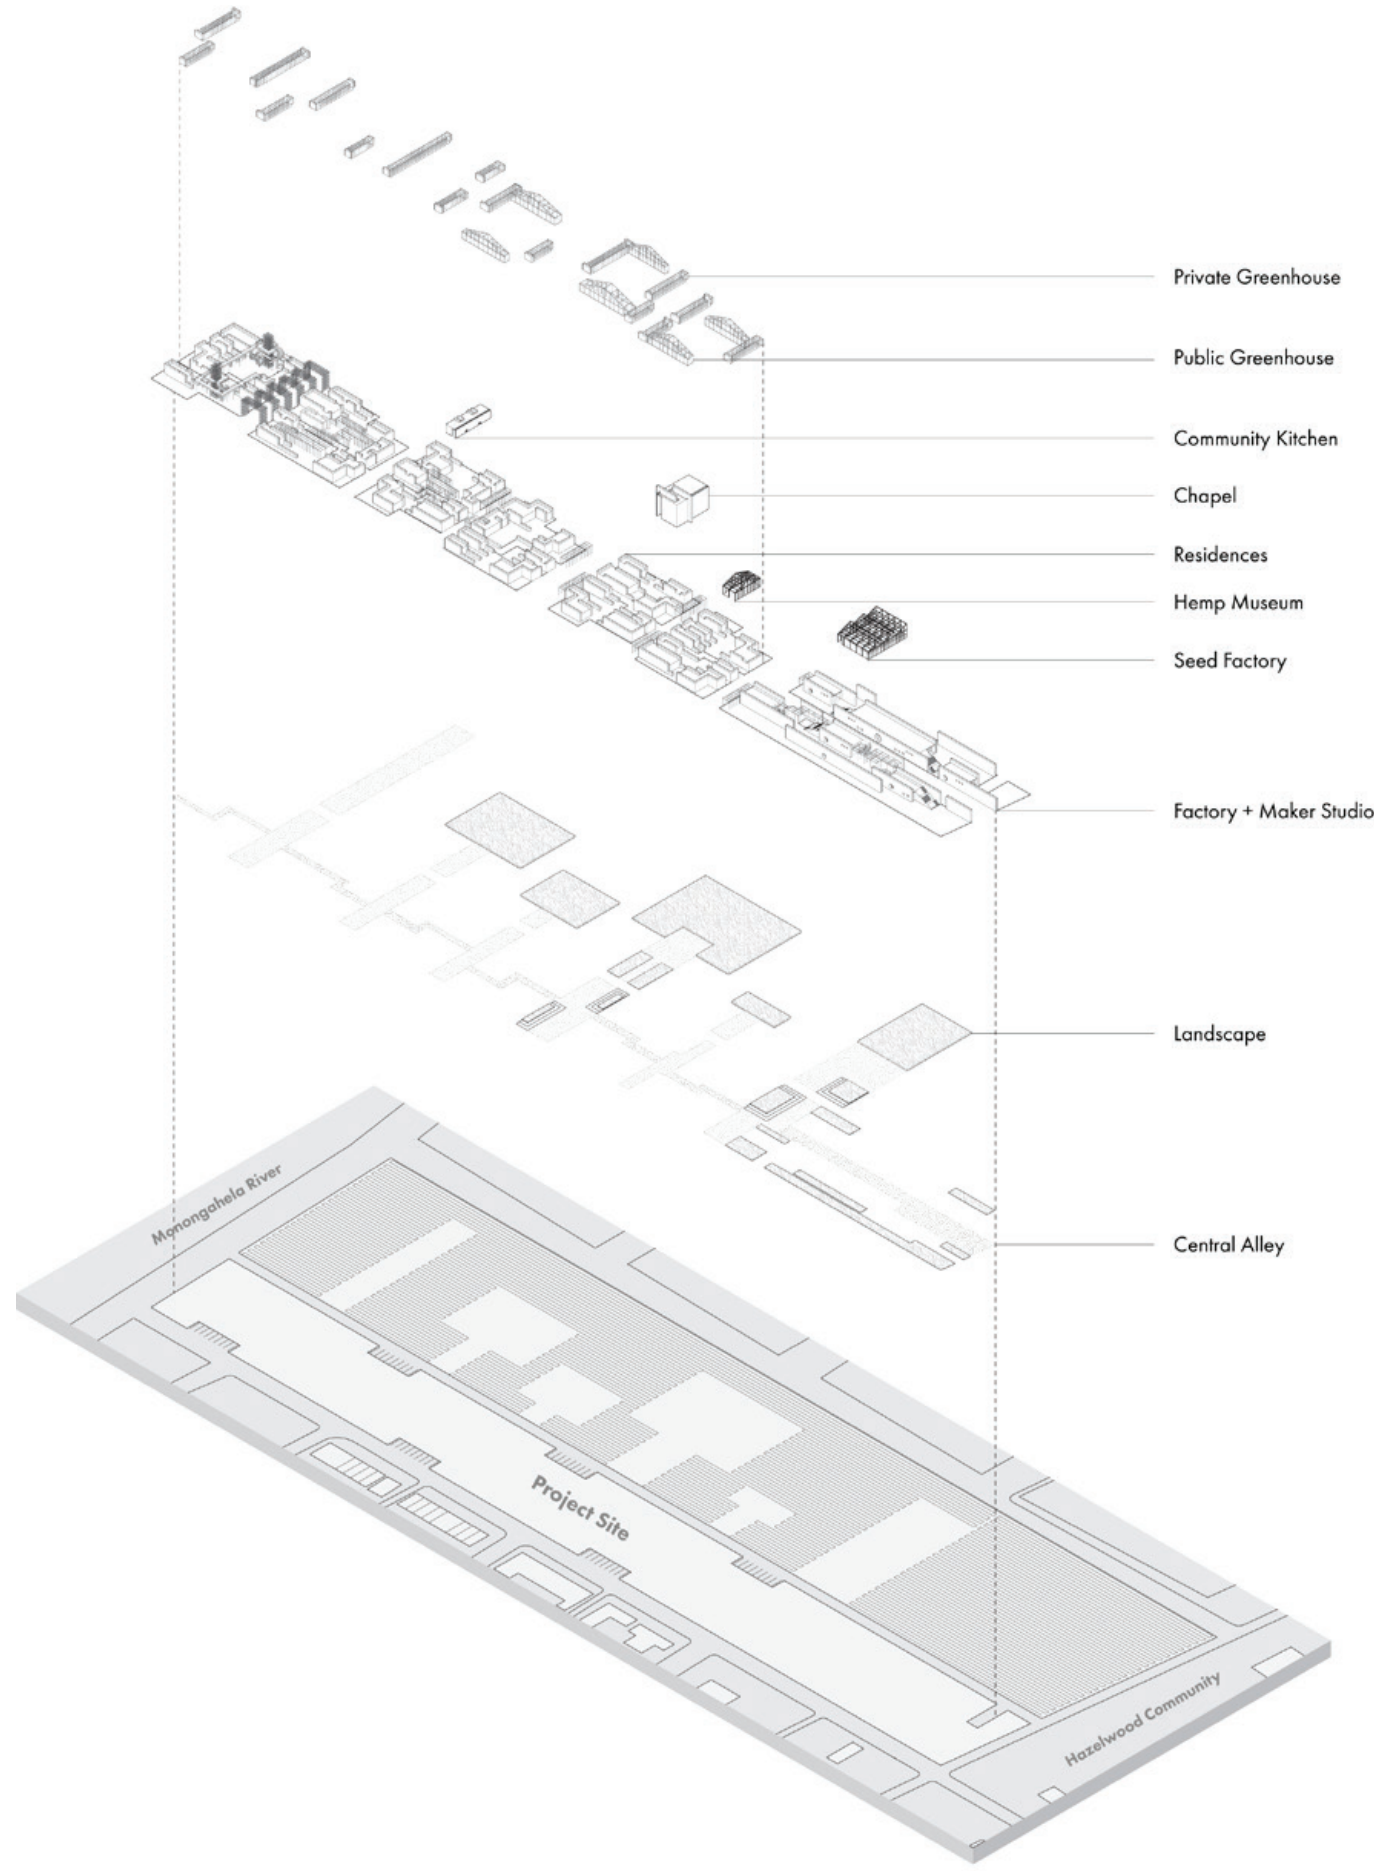 Private Greenhouse
Public Greenhouse
Community Kitchen
Chapel
Residences
Hemp Museum
Seed Factory
Factory + Maker Studio
Landscape
Monongahela River
Central Alley
Project Site
Hazelwood Community